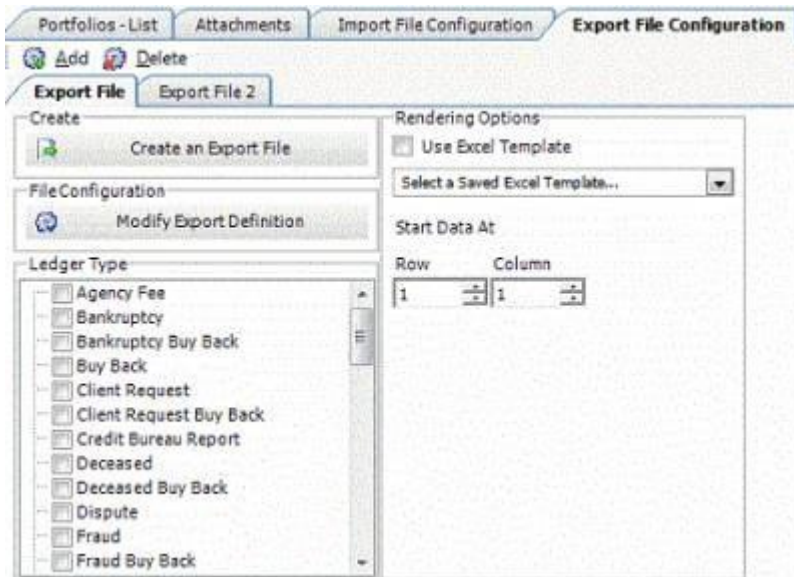 Portfolios - List Attachments Import File Configuration Export File Configuration
Add Delete
Export File Export File 2
Create
Create an Export File
File Configuration
Modify Export Definition
Ledger Type
Agency Fee
Bankruptcy
Bankruptcy Buy Back
Buy Back
Client Request
Client Request Buy Back
Credit Bureau Report
Deceased
Deceased Buy Back
Dispute
Fraud
Fraud Buy Back
Rendering Options
Use Excel Template
Select a Saved Excel Template...
Start Data At
Row Column
1 1